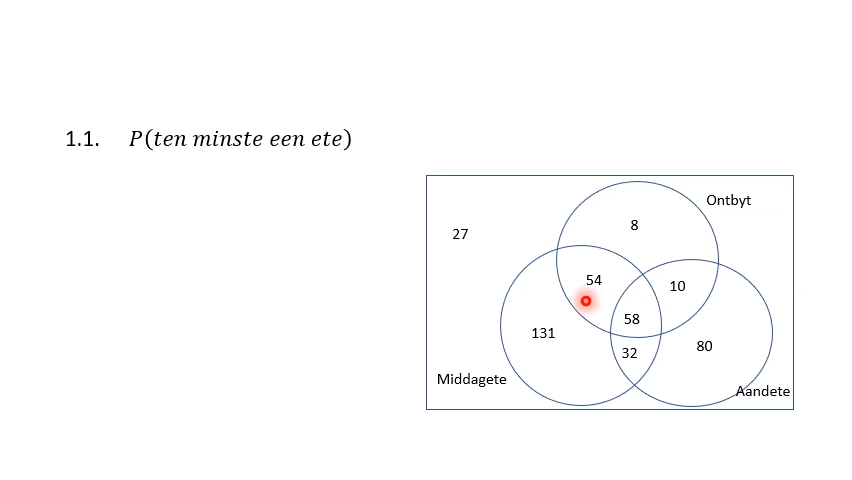 1.1. P(ten minste een ete)
Ontbyt
8
27
54
10
58
131
32
80
Middagete
Aandete